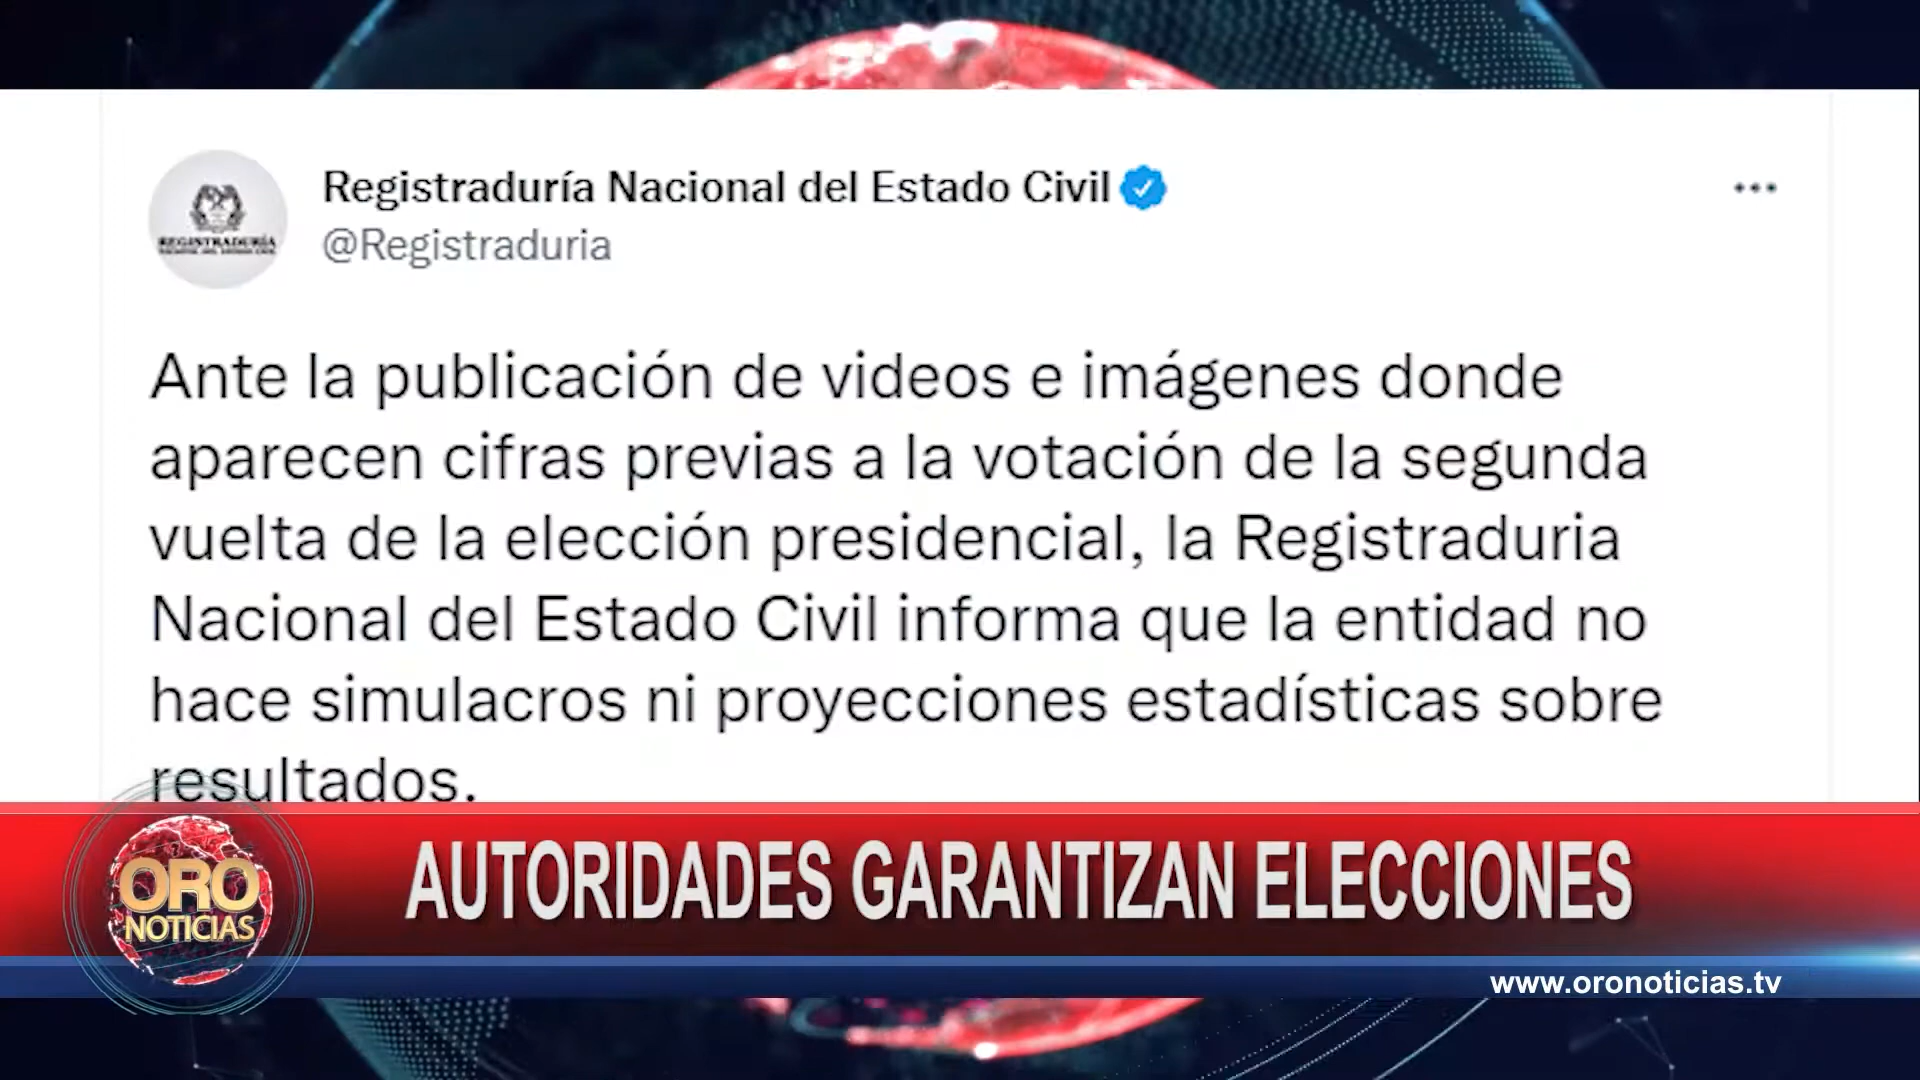 Registraduría Nacional del Estado Civil
@Registraduria
REGISTRADURÍA
Ante la publicación de videos e imágenes donde
aparecen cifras previas a la votación de la segunda
vuelta de la elección presidencial, la Registraduria
Nacional del Estado Civil informa que la entidad no
hace simulacros ni proyecciones estadísticas sobre
resultados.
ORO
NOTICIAS
AUTORIDADES GARANTIZAN ELECCIONES
www.oronoticias.tv